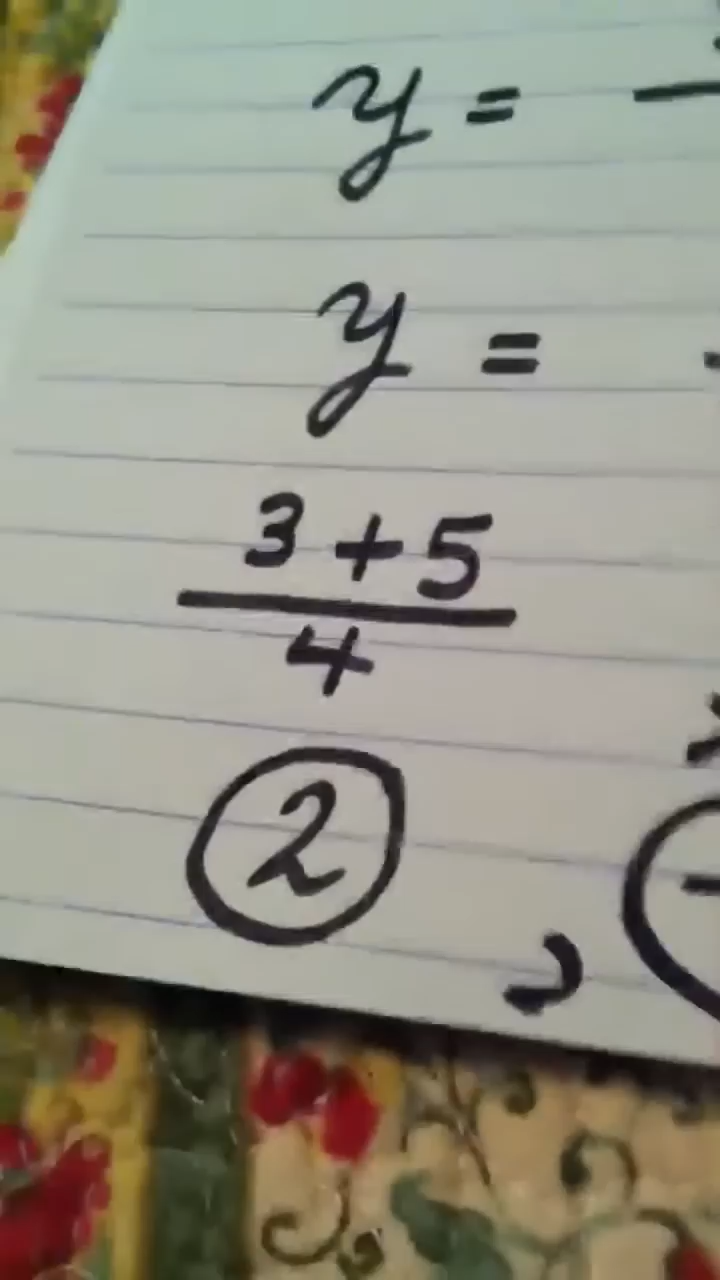 y =
y =
3 + 5
4
2 ,